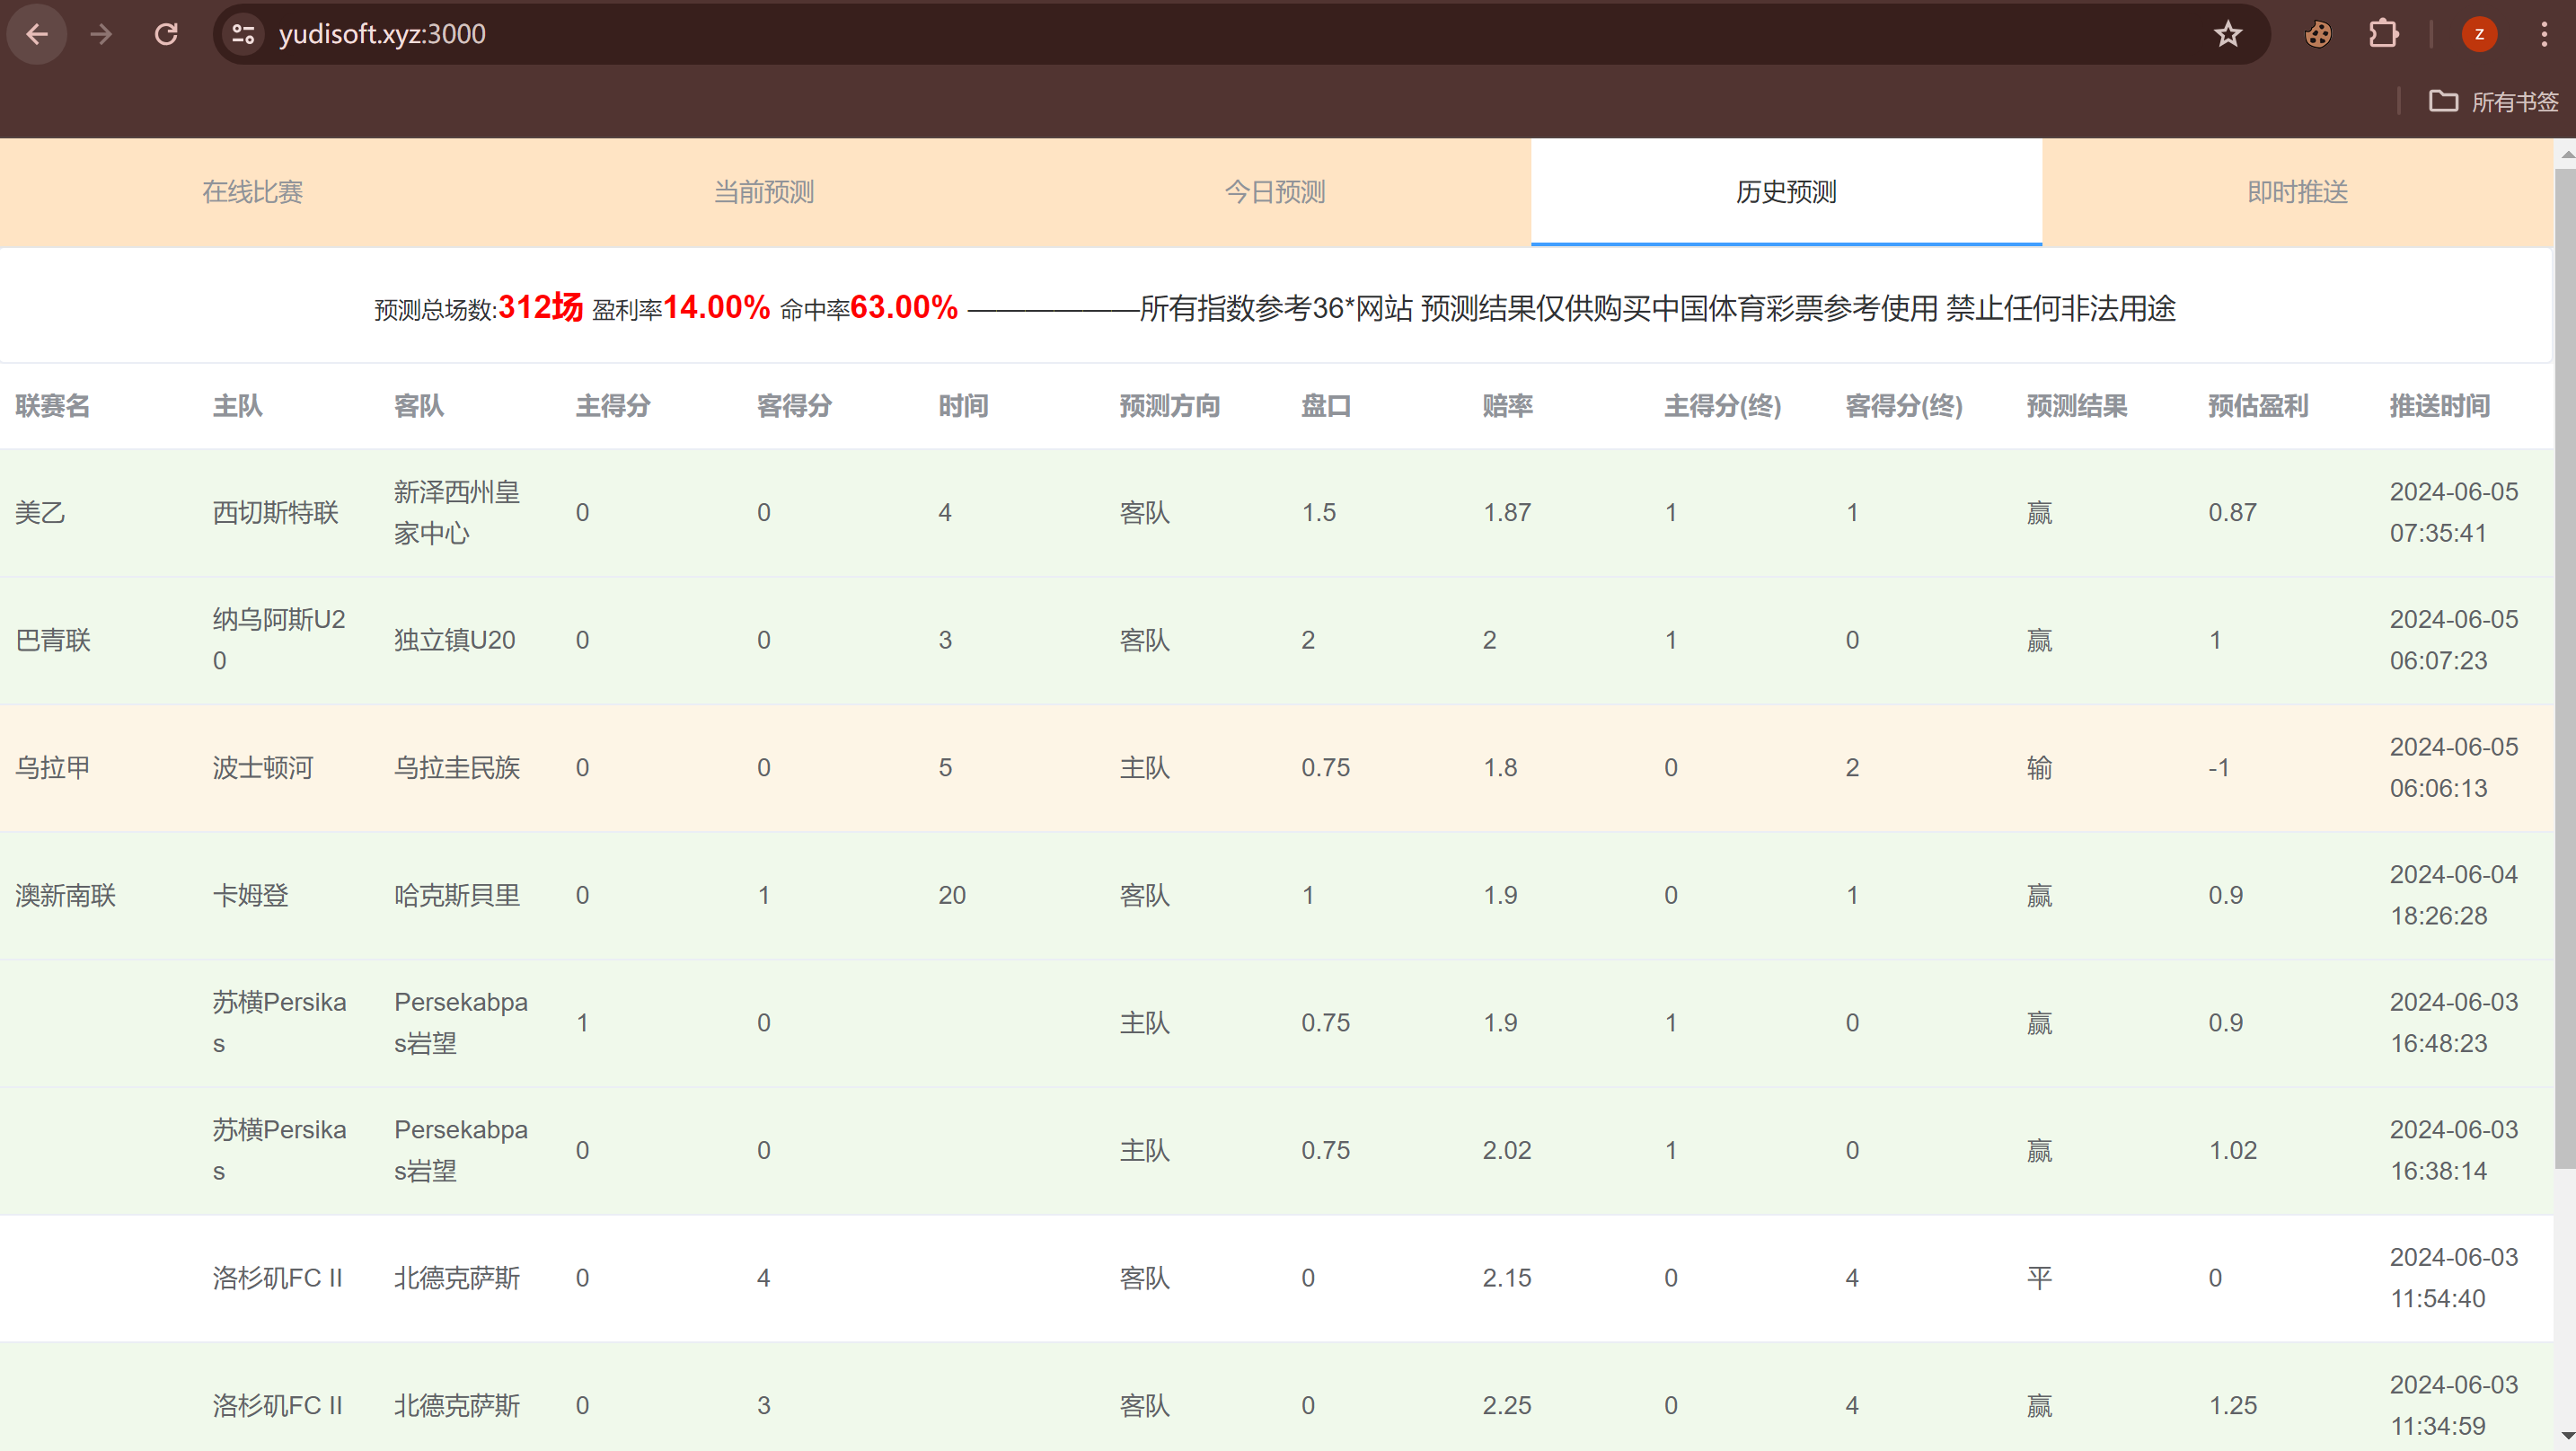 yudisoft.xyz:3000
z
所有书签
在线比赛 当前预测 今日预测 历史预测 即时推送
预测总场数:312场 盈利率14.00% 命中率63.00% ——————所有指数参考36*网站 预测结果仅供购买中国体育彩票参考使用 禁止任何非法用途
联赛名 主队 客队 主得分 客得分 时间 预测方向 盘口 赔率 主得分(终) 客得分(终) 预测结果 预估盈利 推送时间
美乙 西切斯特联 新泽西州皇家中心 0 0 4 客队 1.5 1.87 1 1 赢 0.87 2024-06-05 07:35:41
巴青联 纳乌阿斯U20 独立镇U20 0 0 3 客队 2 2 1 0 赢 1 2024-06-05 06:07:23
乌拉甲 波士顿河 乌拉圭民族 0 0 5 主队 0.75 1.8 0 2 输 -1 2024-06-05 06:06:13
澳新南联 卡姆登 哈克斯貝里 0 1 20 客队 1 1.9 0 1 赢 0.9 2024-06-04 18:26:28
苏横Persikas Persekabpas岩望 1 0 主队 0.75 1.9 1 0 赢 0.9 2024-06-03 16:48:23
苏横Persikas Persekabpas岩望 0 0 主队 0.75 2.02 1 0 赢 1.02 2024-06-03 16:38:14
洛杉矶FC II 北德克萨斯 0 4 客队 0 2.15 0 4 平 0 2024-06-03 11:54:40
洛杉矶FC II 北德克萨斯 0 3 客队 0 2.25 0 4 赢 1.25 2024-06-03 11:34:59